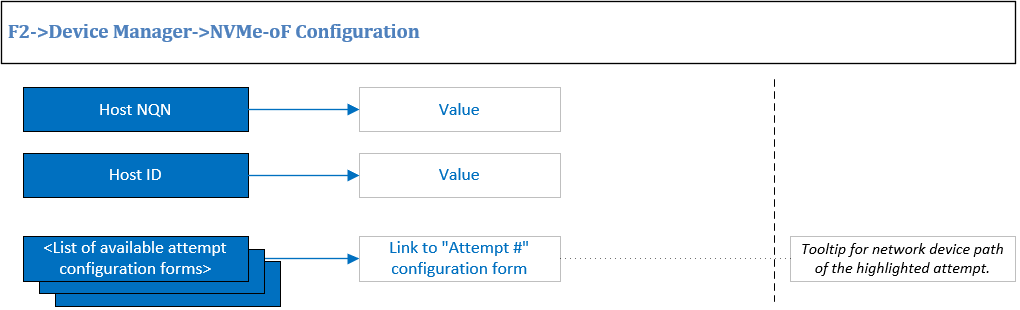 F2->Device Manager->NVMe-oF Configuration
Host NQN
Value
Host ID
Value
<List of available attempt
configuration forms>
Link to "Attempt #"
configuration form
Tooltip for network device path
of the highlighted attempt.